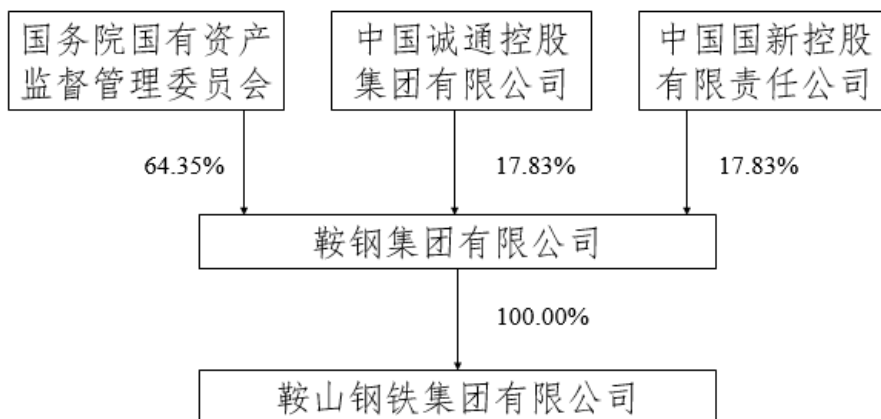 国务院国有资产
监督管理委员会
中国诚通控股
集团有限公司
中国国新控股
有限责任公司
64.35%
17.83%
17.83%
鞍钢集团有限公司
100.00%
鞍山钢铁集团有限公司